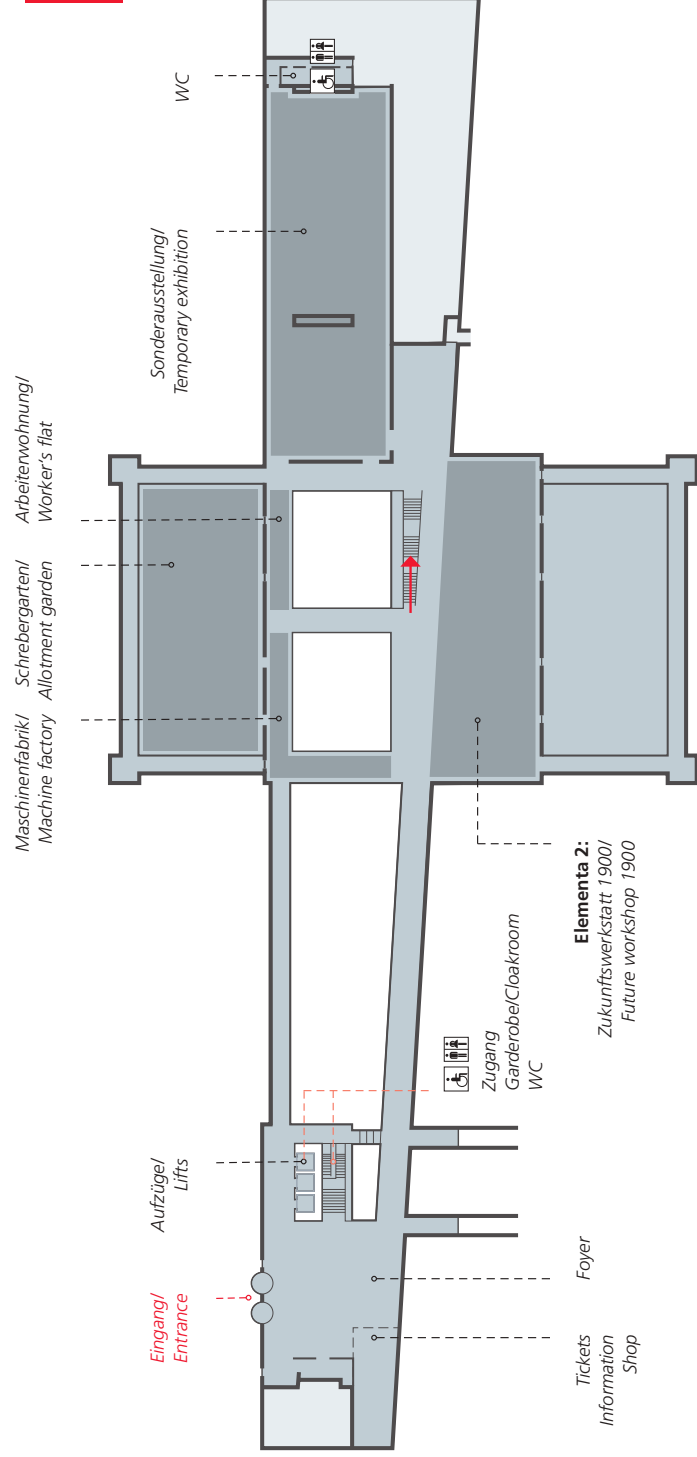 Maschinenfabrik/
Machine factory
Schrebergarten/
Allotment garden
Arbeiterwohnung/
Worker's flat
Sonderausstellung/
Temporary exhibition
WC
Eingang/
Entrance
Aufzüge/
Lifts
Zugang
Garderobe/Cloakroom
WC
Tickets
Information
Shop
Foyer
Elementa 2:
Zukunftswerkstatt 1900/
Future workshop 1900